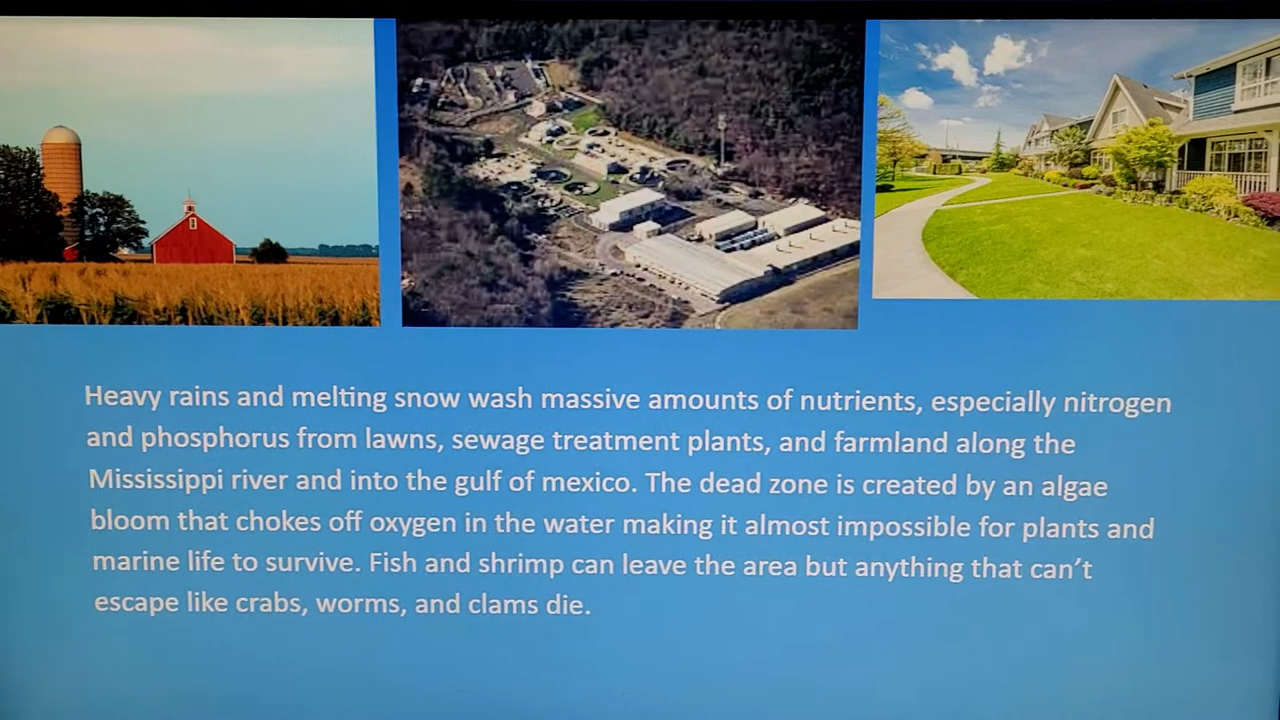 Heavy rains and melting snow wash massive amounts of nutrients, especially nitrogen
and phosphorus from lawns, sewage treatment plants, and farmland along the
Mississippi river and into the gulf of mexico. The dead zone is created by an algae
bloom that chokes off oxygen in the water making it almost impossible for plants and
marine life to survive. Fish and shrimp can leave the area but anything that can’t
escape like crabs, worms, and clams die.